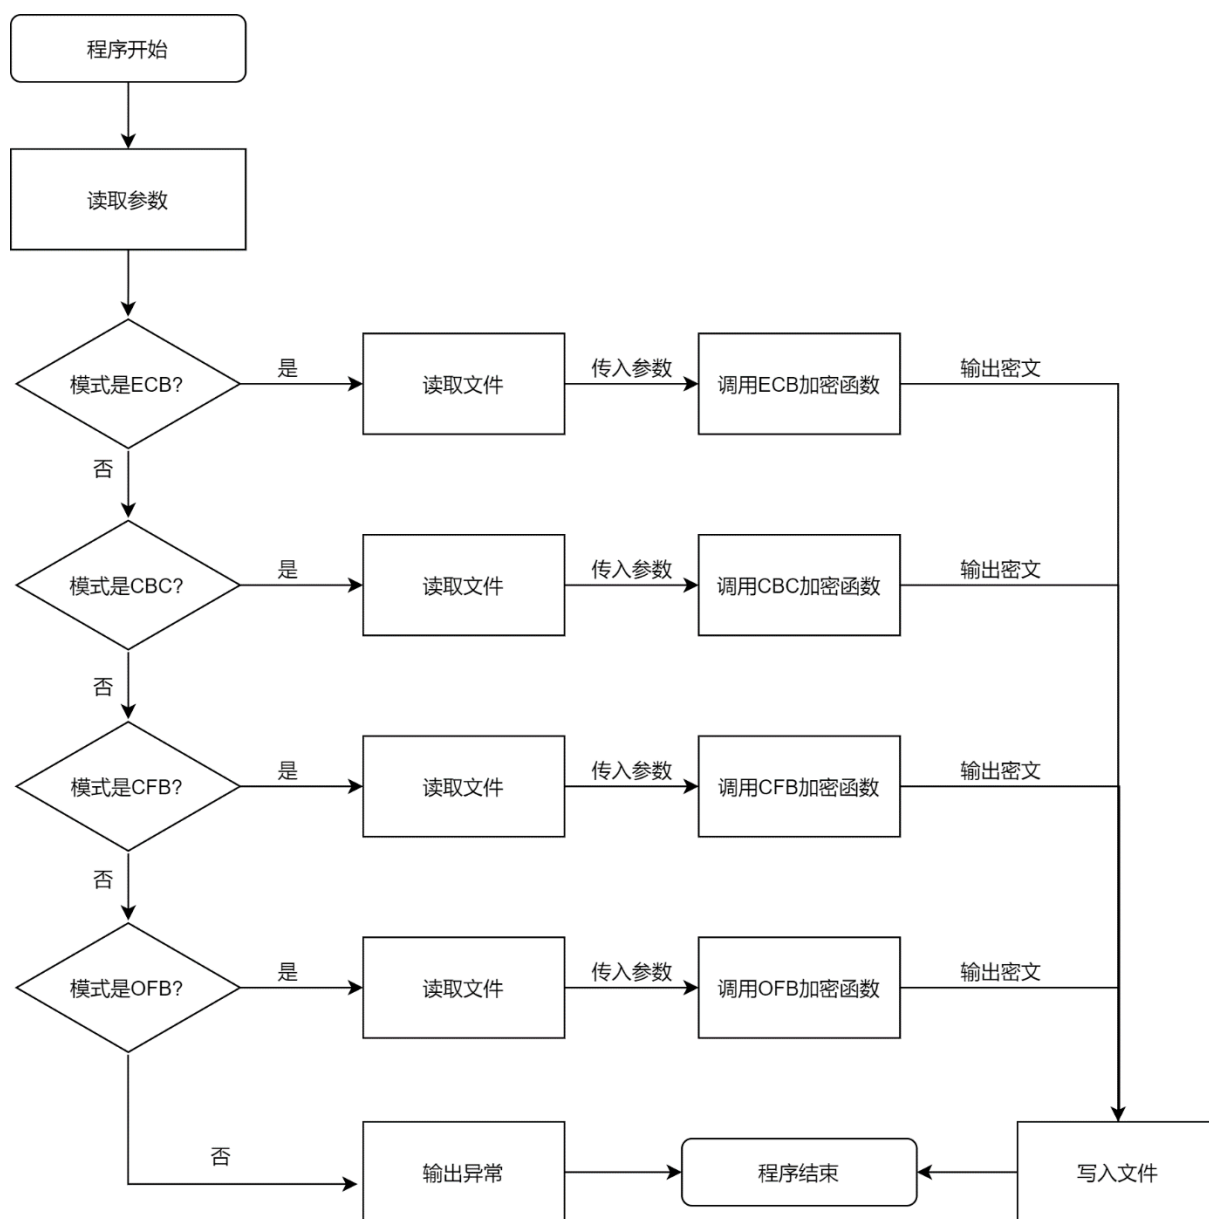 程序开始
读取参数
模式是ECB?
是
读取文件
传入参数
调用ECB加密函数
输出密文
否
模式是CBC?
是
读取文件
传入参数
调用CBC加密函数
输出密文
否
模式是CFB?
是
读取文件
传入参数
调用CFB加密函数
输出密文
否
模式是OFB?
是
读取文件
传入参数
调用OFB加密函数
输出密文
否
输出异常
程序结束
写入文件